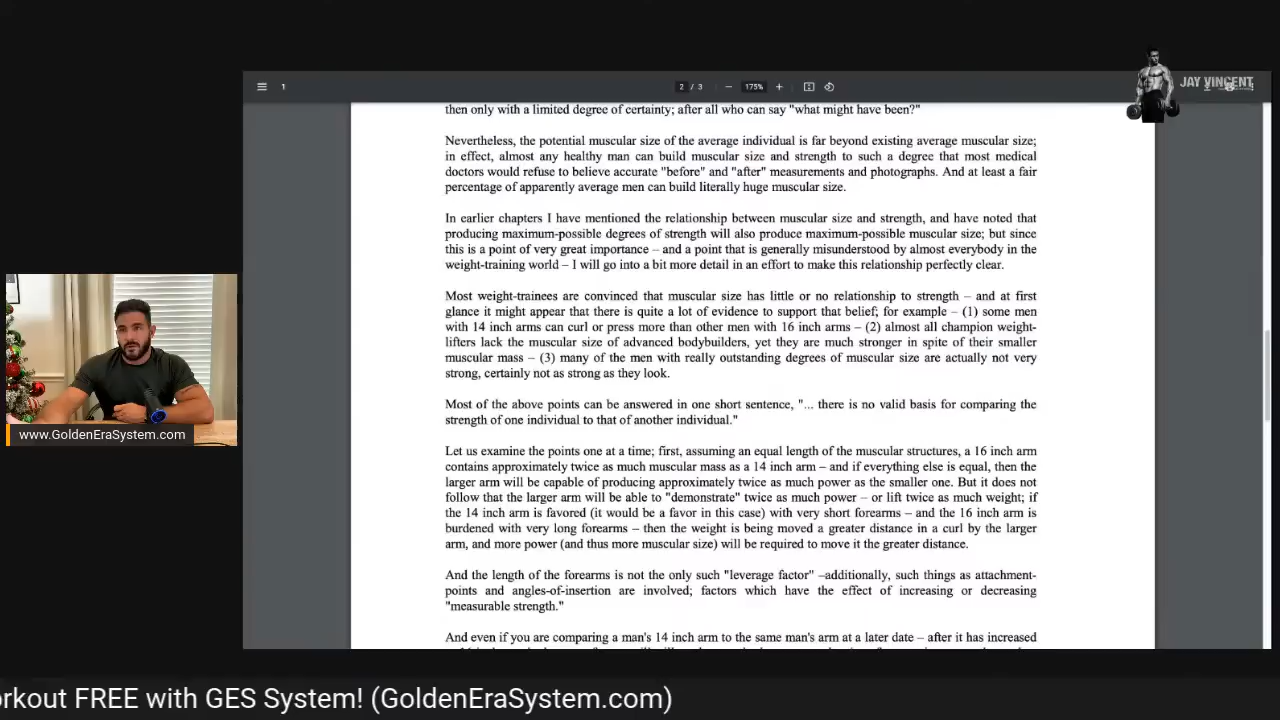 1
2 / 3
175%
JAY VINCENT
then only with a limited degree of certainty; after all who can say "what might have been?"
Nevertheless, the potential muscular size of the average individual is far beyond existing average muscular size;
in effect, almost any healthy man can build muscular size and strength to such a degree that most medical
doctors would refuse to believe accurate "before" and "after" measurements and photographs. And at least a fair
percentage of apparently average men can build literally huge muscular size.
In earlier chapters I have mentioned the relationship between muscular size and strength, and have noted that
producing maximum-possible degrees of strength will also produce maximum-possible muscular size; but since
this is a point of very great importance – and a point that is generally misunderstood by almost everybody in the
weight-training world – I will go into a bit more detail in an effort to make this relationship perfectly clear.
Most weight-trainees are convinced that muscular size has little or no relationship to strength – and at first
glance it might appear that there is quite a lot of evidence to support that belief; for example – (1) some men
with 14 inch arms can curl or press more than other men with 16 inch arms – (2) almost all champion weight-
lifters lack the muscular size of advanced bodybuilders, yet they are much stronger in spite of their smaller
muscular mass – (3) many of the men with really outstanding degrees of muscular size are actually not very
strong, certainly not as strong as they look.
Most of the above points can be answered in one short sentence, "... there is no valid basis for comparing the
strength of one individual to that of another individual."
Let us examine the points one at a time; first, assuming an equal length of the muscular structures, a 16 inch arm
contains approximately twice as much muscular mass as a 14 inch arm – and if everything else is equal, then the
larger arm will be capable of producing approximately twice as much power as the smaller one. But it does not
follow that the larger arm will be able to "demonstrate" twice as much power – or lift twice as much weight; if
the 14 inch arm is favored (it would be a favor in this case) with very short forearms – and the 16 inch arm is
burdened with very long forearms – then the weight is being moved a greater distance in a curl by the larger
arm, and more power (and thus more muscular size) will be required to move it the greater distance.
And the length of the forearms is not the only such "leverage factor" –additionally, such things as attachment-
points and angles-of-insertion are involved; factors which have the effect of increasing or decreasing
"measurable strength."
And even if you are comparing a man's 14 inch arm to the same man's arm at a later date – after it has increased
www.GoldenEraSystem.com
orkout FREE with GES System! (GoldenEraSystem.com)